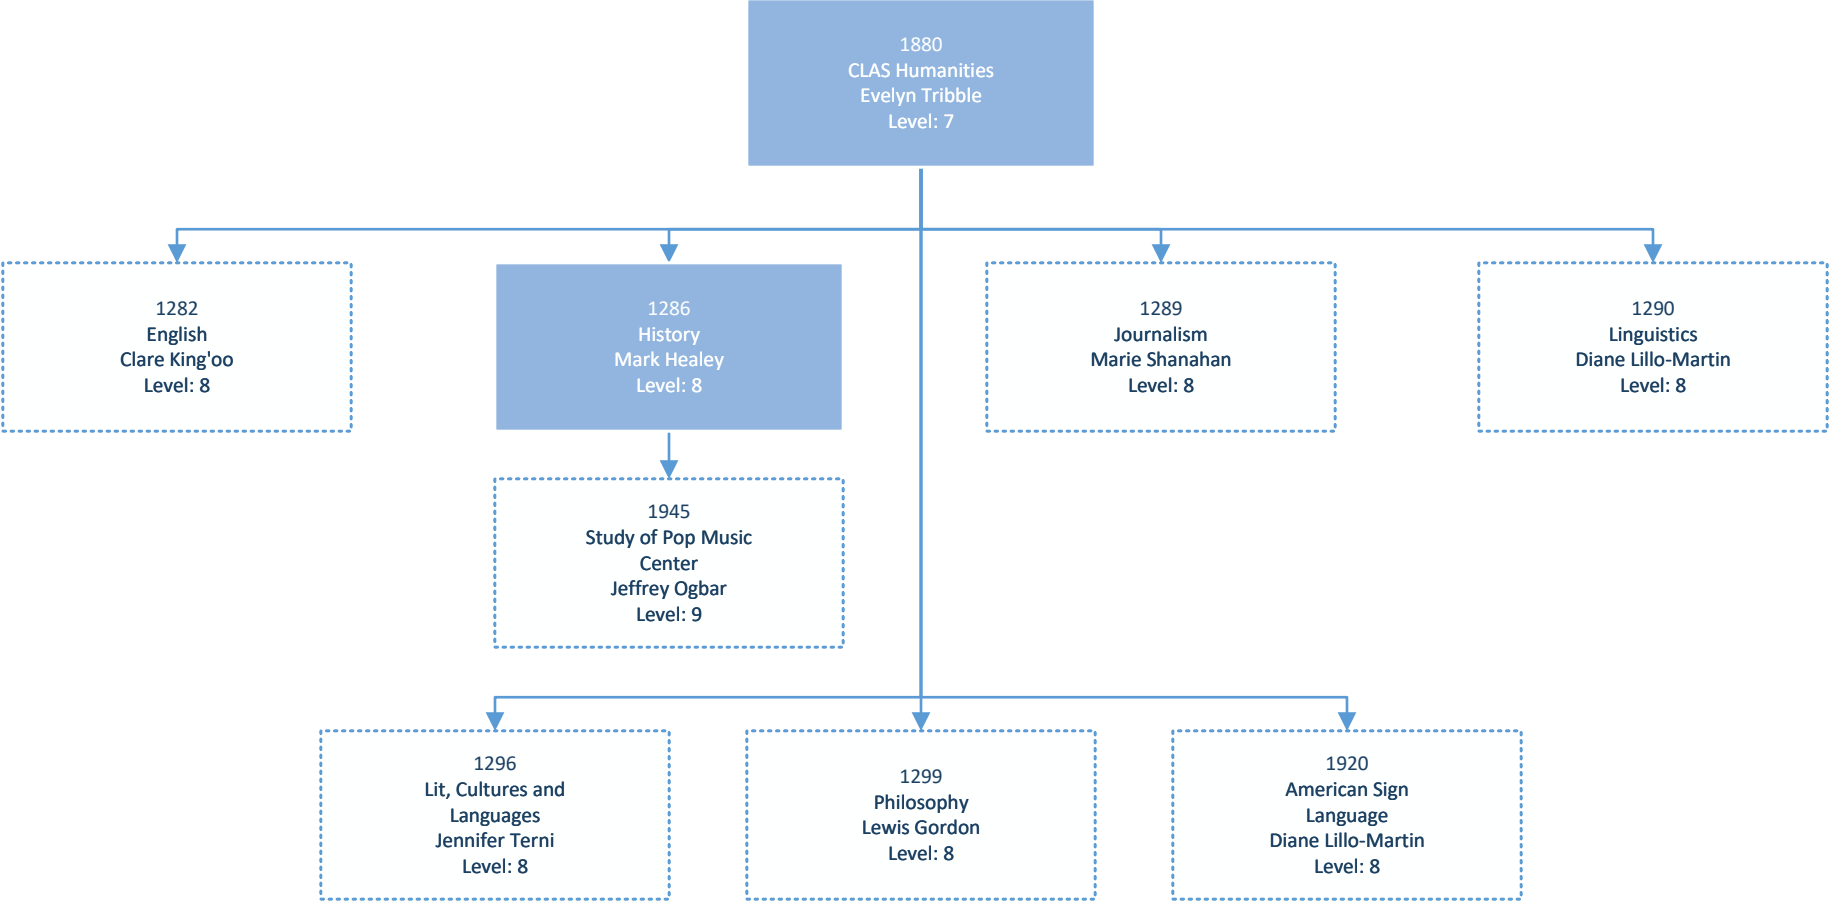 1880
CLAS Humanities
Evelyn Tribble
Level: 7
1282
English
Clare King'oo
Level: 8
1286
History
Mark Healey
Level: 8
1289
Journalism
Marie Shanahan
Level: 8
1290
Linguistics
Diane Lillo-Martin
Level: 8
1945
Study of Pop Music
Center
Jeffrey Ogbar
Level: 9
1296
Lit, Cultures and
Languages
Jennifer Terni
Level: 8
1299
Philosophy
Lewis Gordon
Level: 8
1920
American Sign
Language
Diane Lillo-Martin
Level: 8